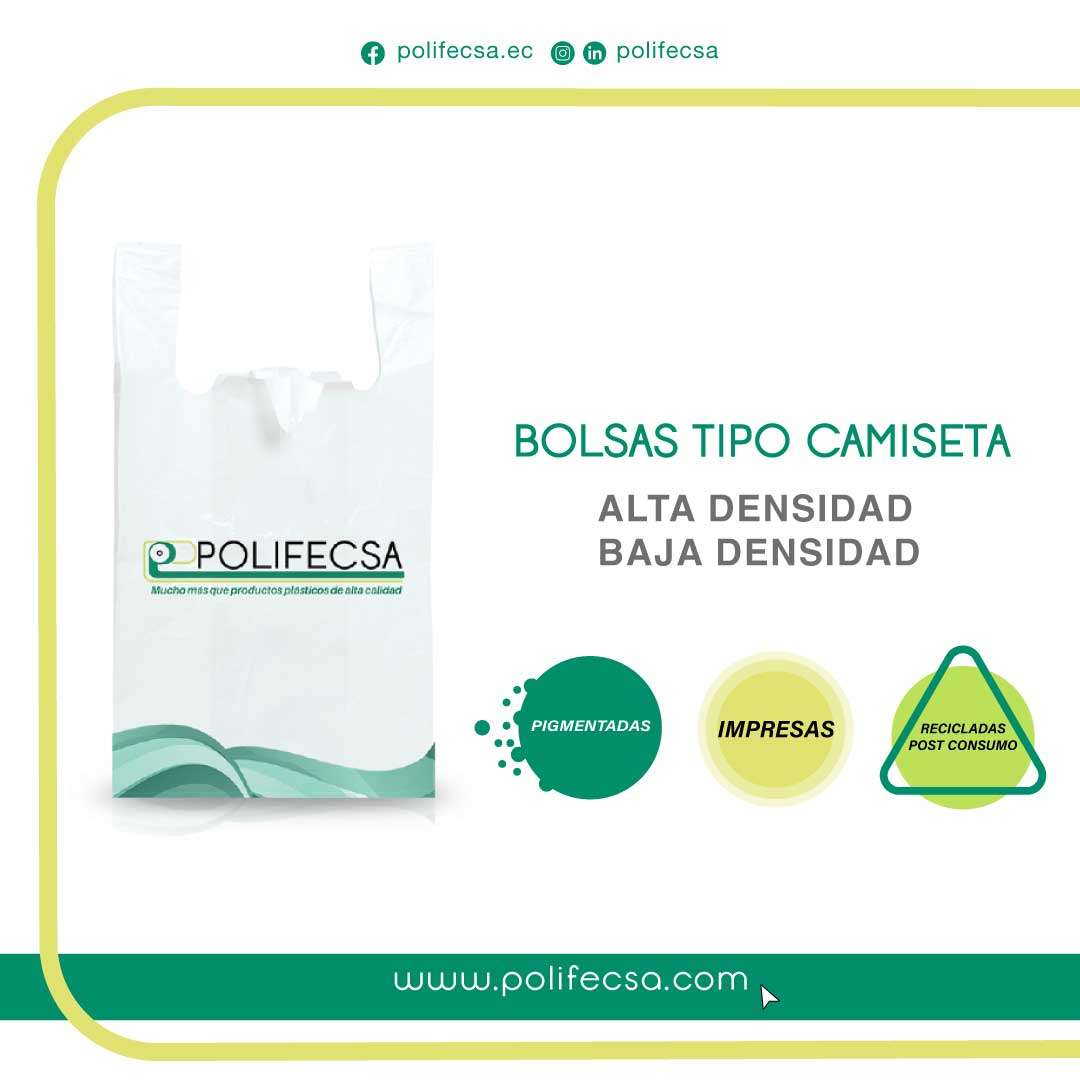 polifecsa.ec polifecsa
POLIFECSA
Mucho más que productos plásticos de alta calidad
BOLSAS TIPO CAMISETA
ALTA DENSIDAD
BAJA DENSIDAD
PIGMENTADAS
IMPRESAS
RECICLADAS
POST CONSUMO
www.polifecsa.com